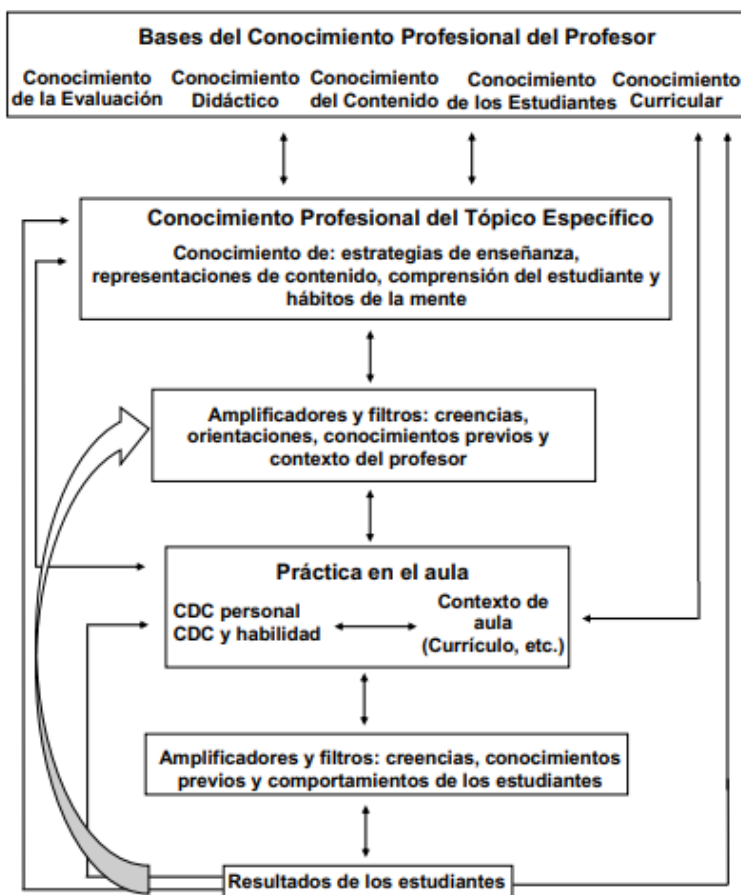 Bases del Conocimiento Profesional del Profesor
Conocimiento de la Evaluación
Conocimiento Didáctico
Conocimiento del Contenido
Conocimiento de los Estudiantes
Conocimiento Curricular
Conocimiento Profesional del Tópico Específico
Conocimiento de: estrategias de enseñanza,
representaciones de contenido, comprensión del estudiante y
hábitos de la mente
Amplificadores y filtros: creencias,
orientaciones, conocimientos previos y
contexto del profesor
Práctica en el aula
CDC personal
CDC y habilidad
Contexto de
aula
(Currículo, etc.)
Amplificadores y filtros: creencias, conocimientos
previos y comportamientos de los estudiantes
Resultados de los estudiantes